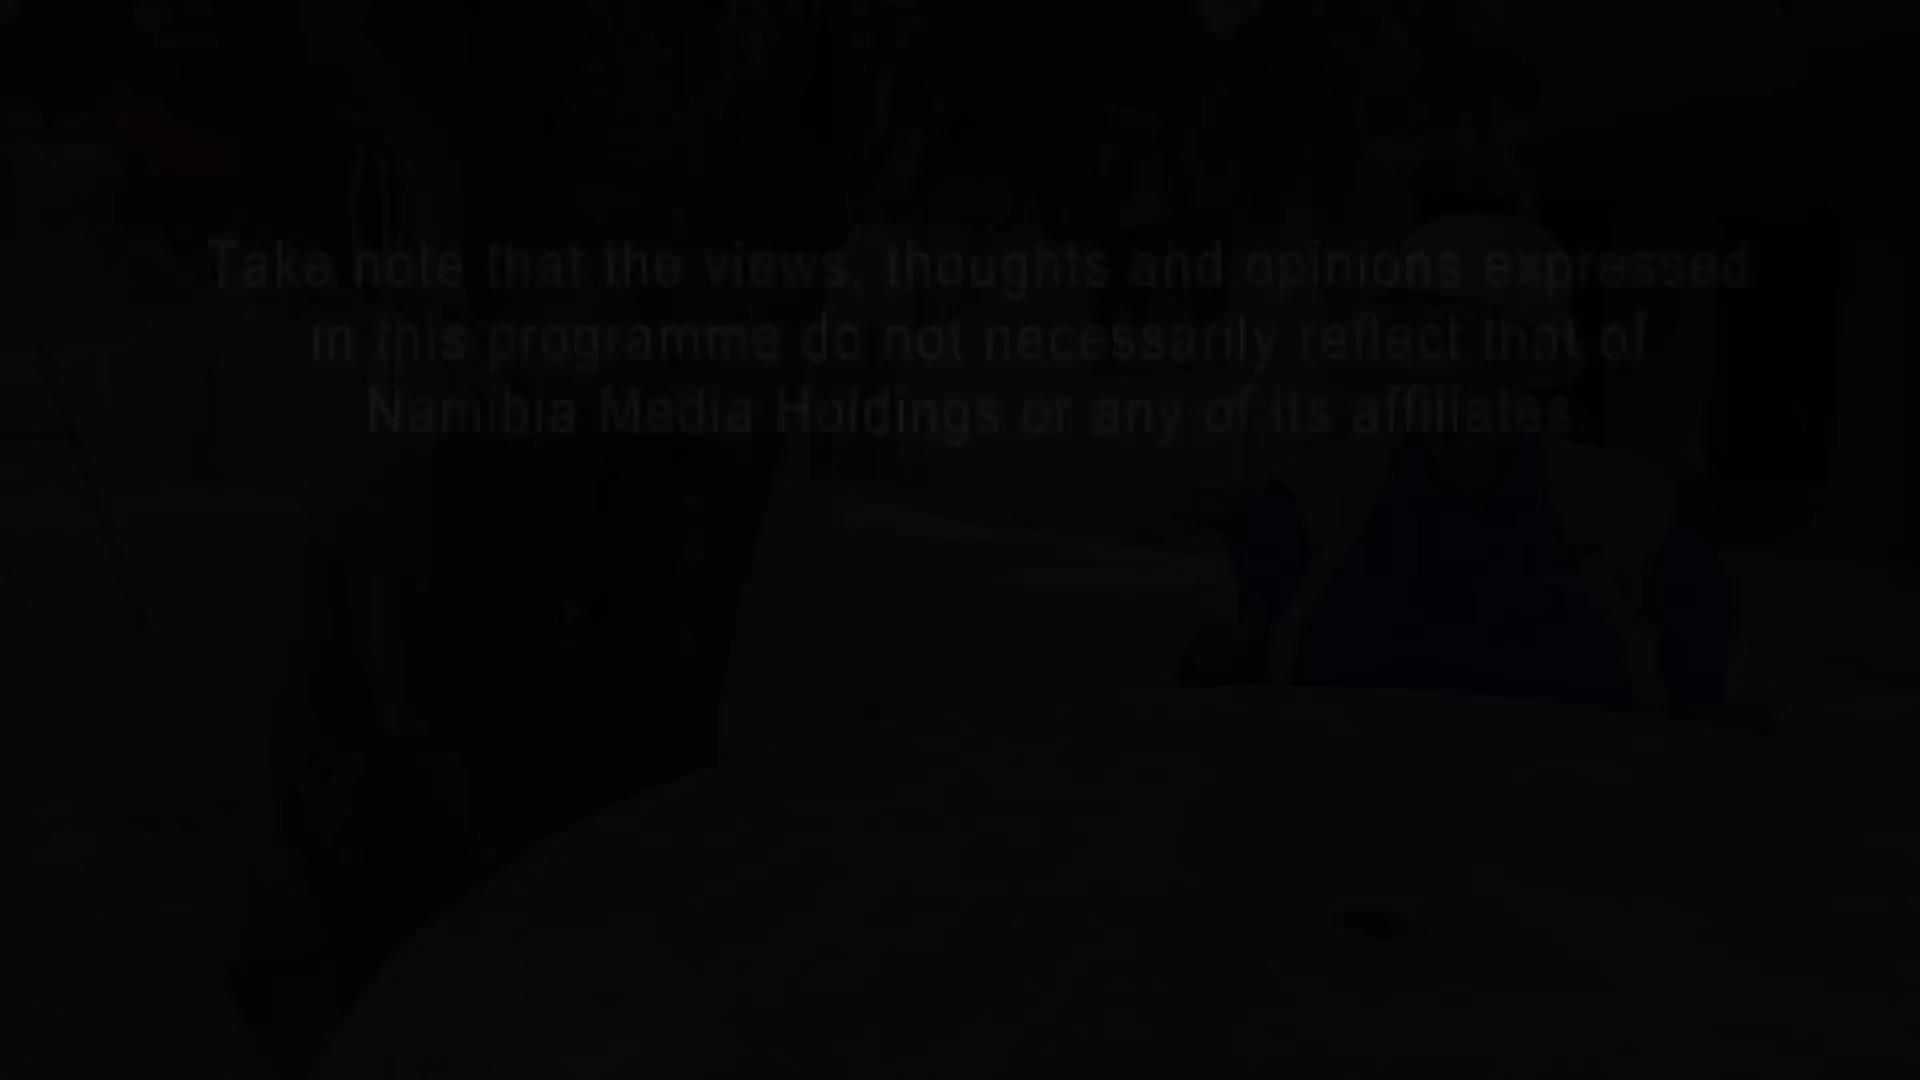 Take note that the views, thoughts and opinions expressed
in this programme do not necessarily reflect that of
Namibia Media Holdings or any of its affiliates.